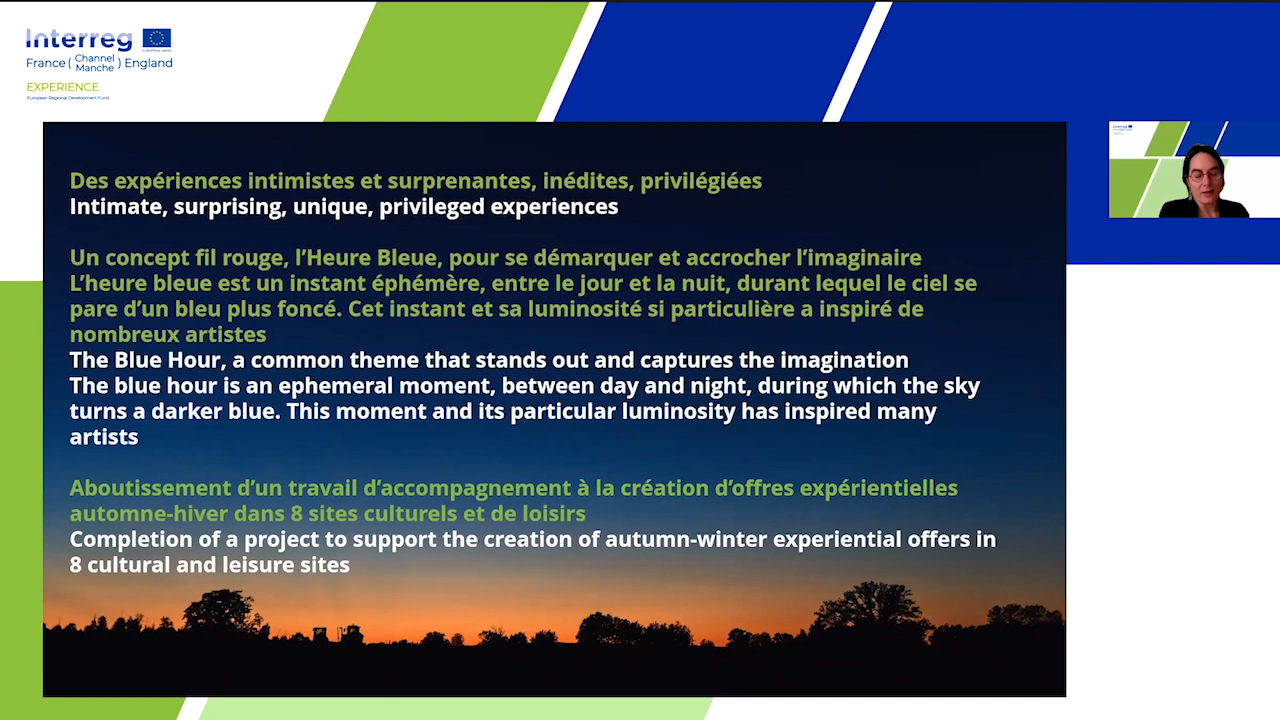 Interreg
EUROPEAN UNION
France ( Channel Manche ) England
EXPERIENCE
European Regional Development Fund
Des expériences intimistes et surprenantes, inédites, privilégiées
Intimate, surprising, unique, privileged experiences
Un concept fil rouge, l’Heure Bleue, pour se démarquer et accrocher l’imaginaire
L’heure bleue est un instant éphémère, entre le jour et la nuit, durant lequel le ciel se
pare d’un bleu plus foncé. Cet instant et sa luminosité si particulière a inspiré de
nombreux artistes
The Blue Hour, a common theme that stands out and captures the imagination
The blue hour is an ephemeral moment, between day and night, during which the sky
turns a darker blue. This moment and its particular luminosity has inspired many
artists
Aboutissement d’un travail d’accompagnement à la création d’offres expérientielles
automne-hiver dans 8 sites culturels et de loisirs
Completion of a project to support the creation of autumn-winter experiential offers in
8 cultural and leisure sites
Interreg